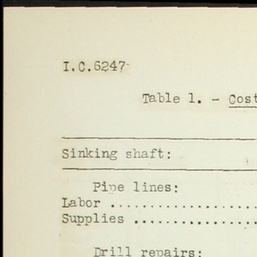 I.C.6247
Table 1. - Cost
Sinking shaft:
Pipe lines:
Labor ..................
Supplies ...............
Drill repairs: